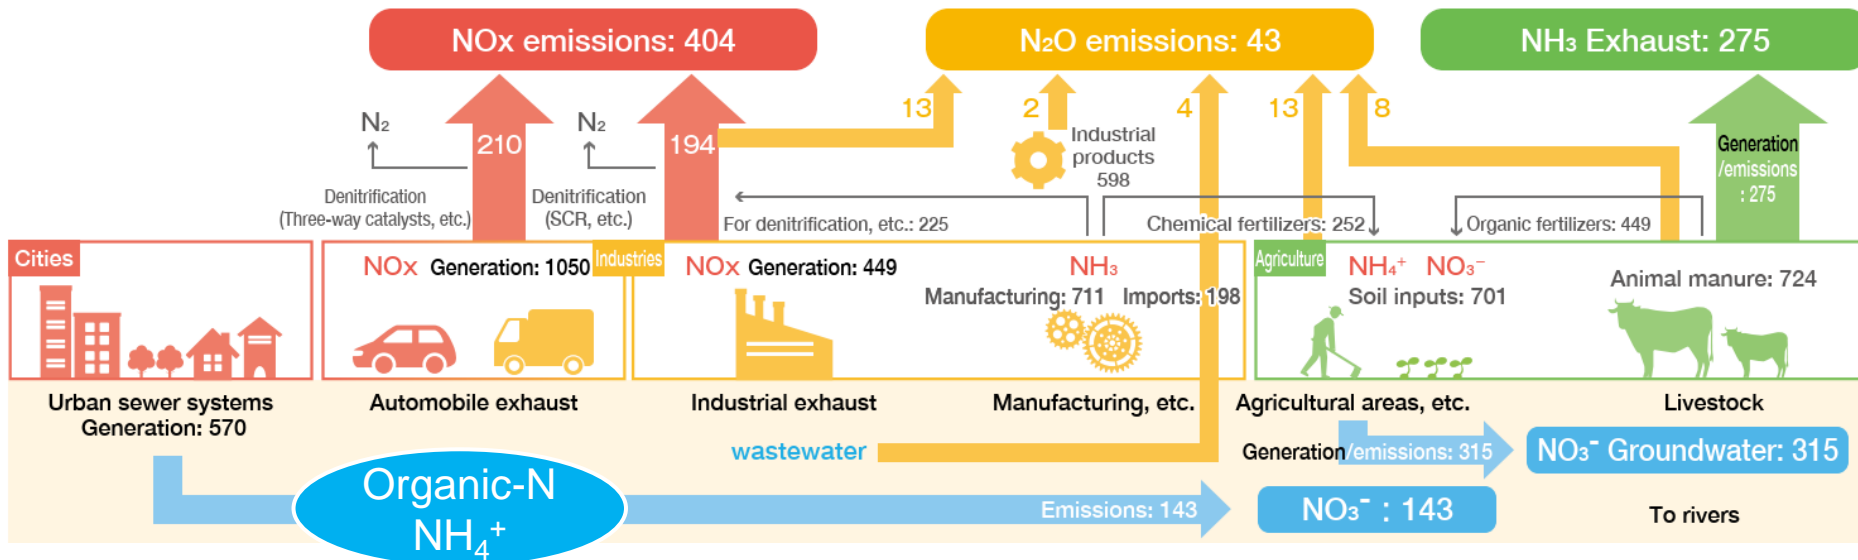 NOx emissions: 404
N₂O emissions: 43
NH₃ Exhaust: 275
13
2
4
13
8
N₂
210
N₂
194
Industrial
products
598
Generation
/emissions
: 275
Denitrification
(Three-way catalysts, etc.)
Denitrification
(SCR, etc.)
For denitrification, etc.: 225
Chemical fertilizers: 252
Organic fertilizers: 449
Cities
NOx Generation: 1050
Industries
NOx Generation: 449
NH₃
Manufacturing: 711 Imports: 198
Agriculture
NH₄⁺ NO₃⁻
Soil inputs: 701
Animal manure: 724
Urban sewer systems
Generation: 570
Automobile exhaust
Industrial exhaust
Manufacturing, etc.
Agricultural areas, etc.
Livestock
wastewater
Generation/emissions: 315
NO₃⁻ Groundwater: 315
Organic-N
NH₄⁺
Emissions: 143
NO₃⁻ : 143
To rivers